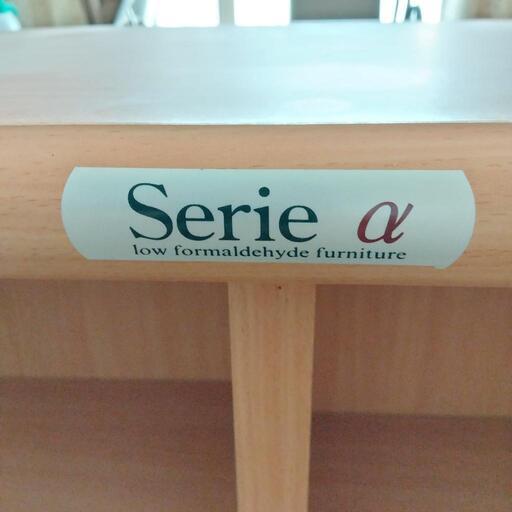 Serie α
low formaldehyde furniture